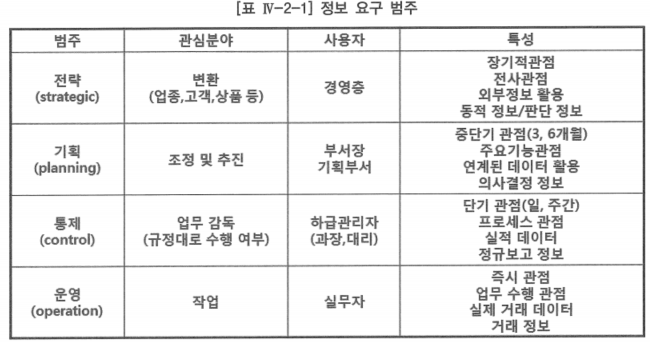 [표 Ⅳ-2-1] 정보 요구 범주
범주 관심분야 사용자 특성
전략
(strategic)
변환
(업종,고객,상품 등)
경영층
장기적관점
전사관점
외부정보 활용
동적 정보/판단 정보
기획
(planning)
조정 및 추진
부서장
기획부서
중단기 관점(3, 6개월)
주요기능관점
연계된 데이터 활용
의사결정 정보
통제
(control)
업무 감독
(규정대로 수행 여부)
하급관리자
(과장,대리)
단기 관점(일, 주간)
프로세스 관점
실적 데이터
정규보고 정보
운영
(operation)
작업
실무자
즉시 관점
업무 수행 관점
실제 거래 데이터
거래 정보